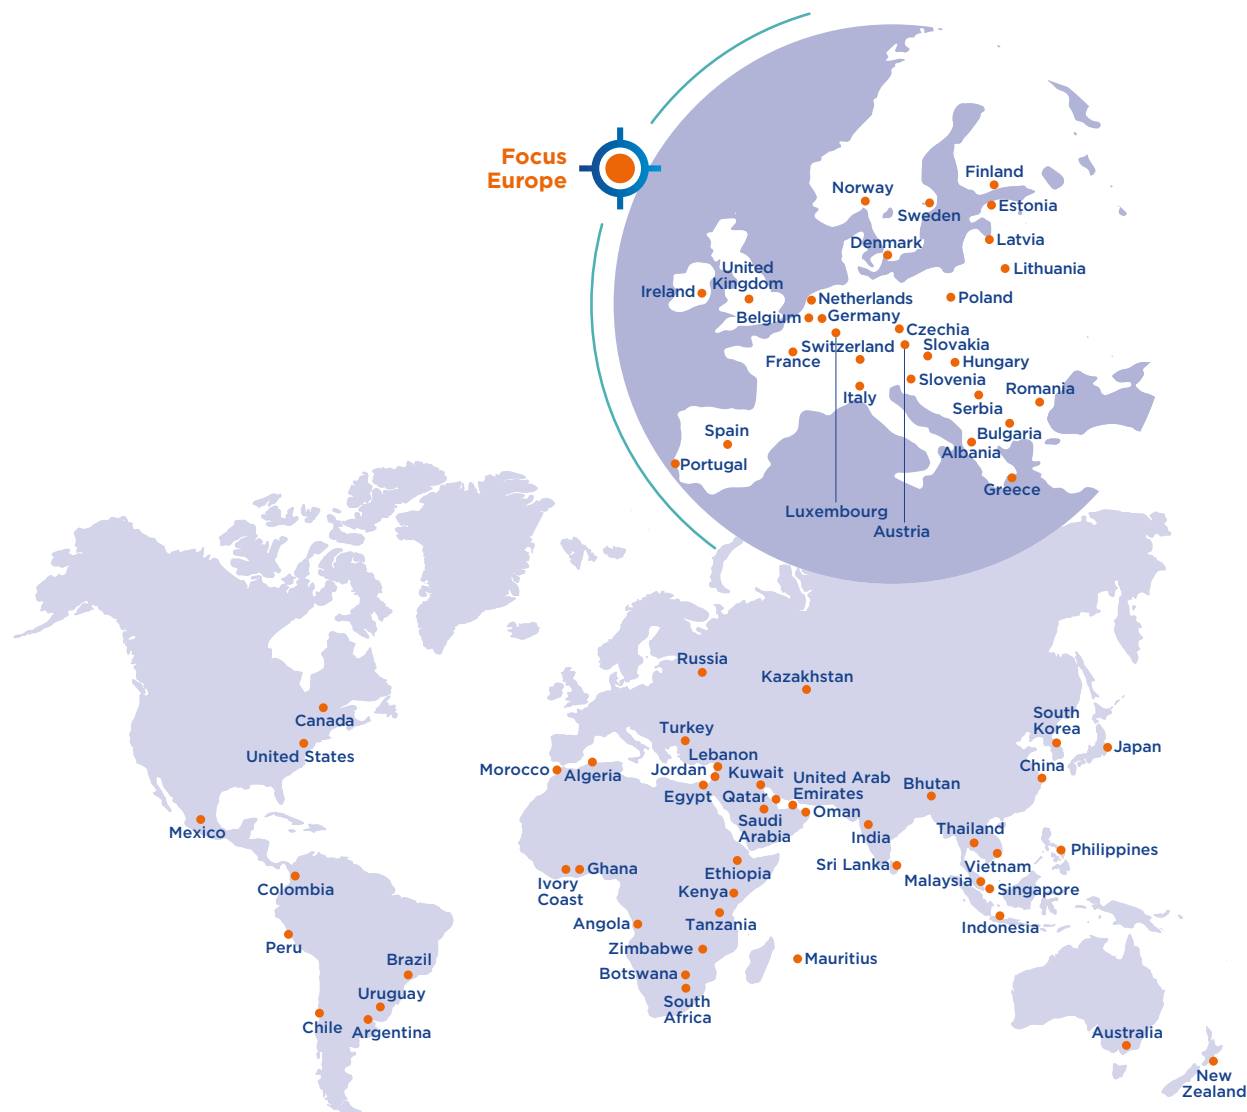 Focus
Europe
Finland
Norway
Estonia
Sweden
Latvia
Denmark
United
Kingdom
Lithuania
Ireland
Netherlands
Poland
Belgium
Germany
Czechia
Switzerland
Slovakia
France
Hungary
Slovenia
Romania
Italy
Serbia
Spain
Bulgaria
Albania
Portugal
Greece
Luxembourg
Austria
Russia
Kazakhstan
South
Korea
Canada
Turkey
Japan
United States
Lebanon
China
Morocco
Algeria
Jordan
Kuwait
United Arab
Emirates
Bhutan
Egypt
Qatar
Oman
Mexico
Saudi
Arabia
India
Thailand
Philippines
Ghana
Ethiopia
Sri Lanka
Vietnam
Ivory
Coast
Malaysia
Colombia
Kenya
Singapore
Angola
Tanzania
Indonesia
Peru
Zimbabwe
Brazil
Mauritius
Botswana
Uruguay
South
Africa
Chile
Argentina
Australia
New
Zealand